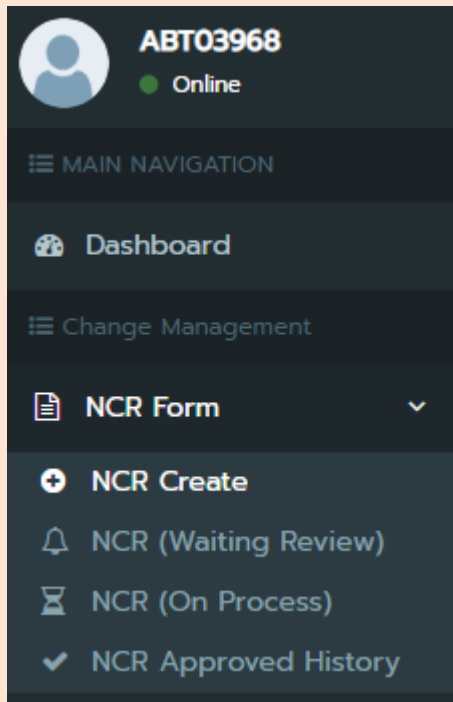 ABT03968
Online
MAIN NAVIGATION
Dashboard
Change Management
NCR Form
NCR Create
NCR (Waiting Review)
NCR (On Process)
NCR Approved History